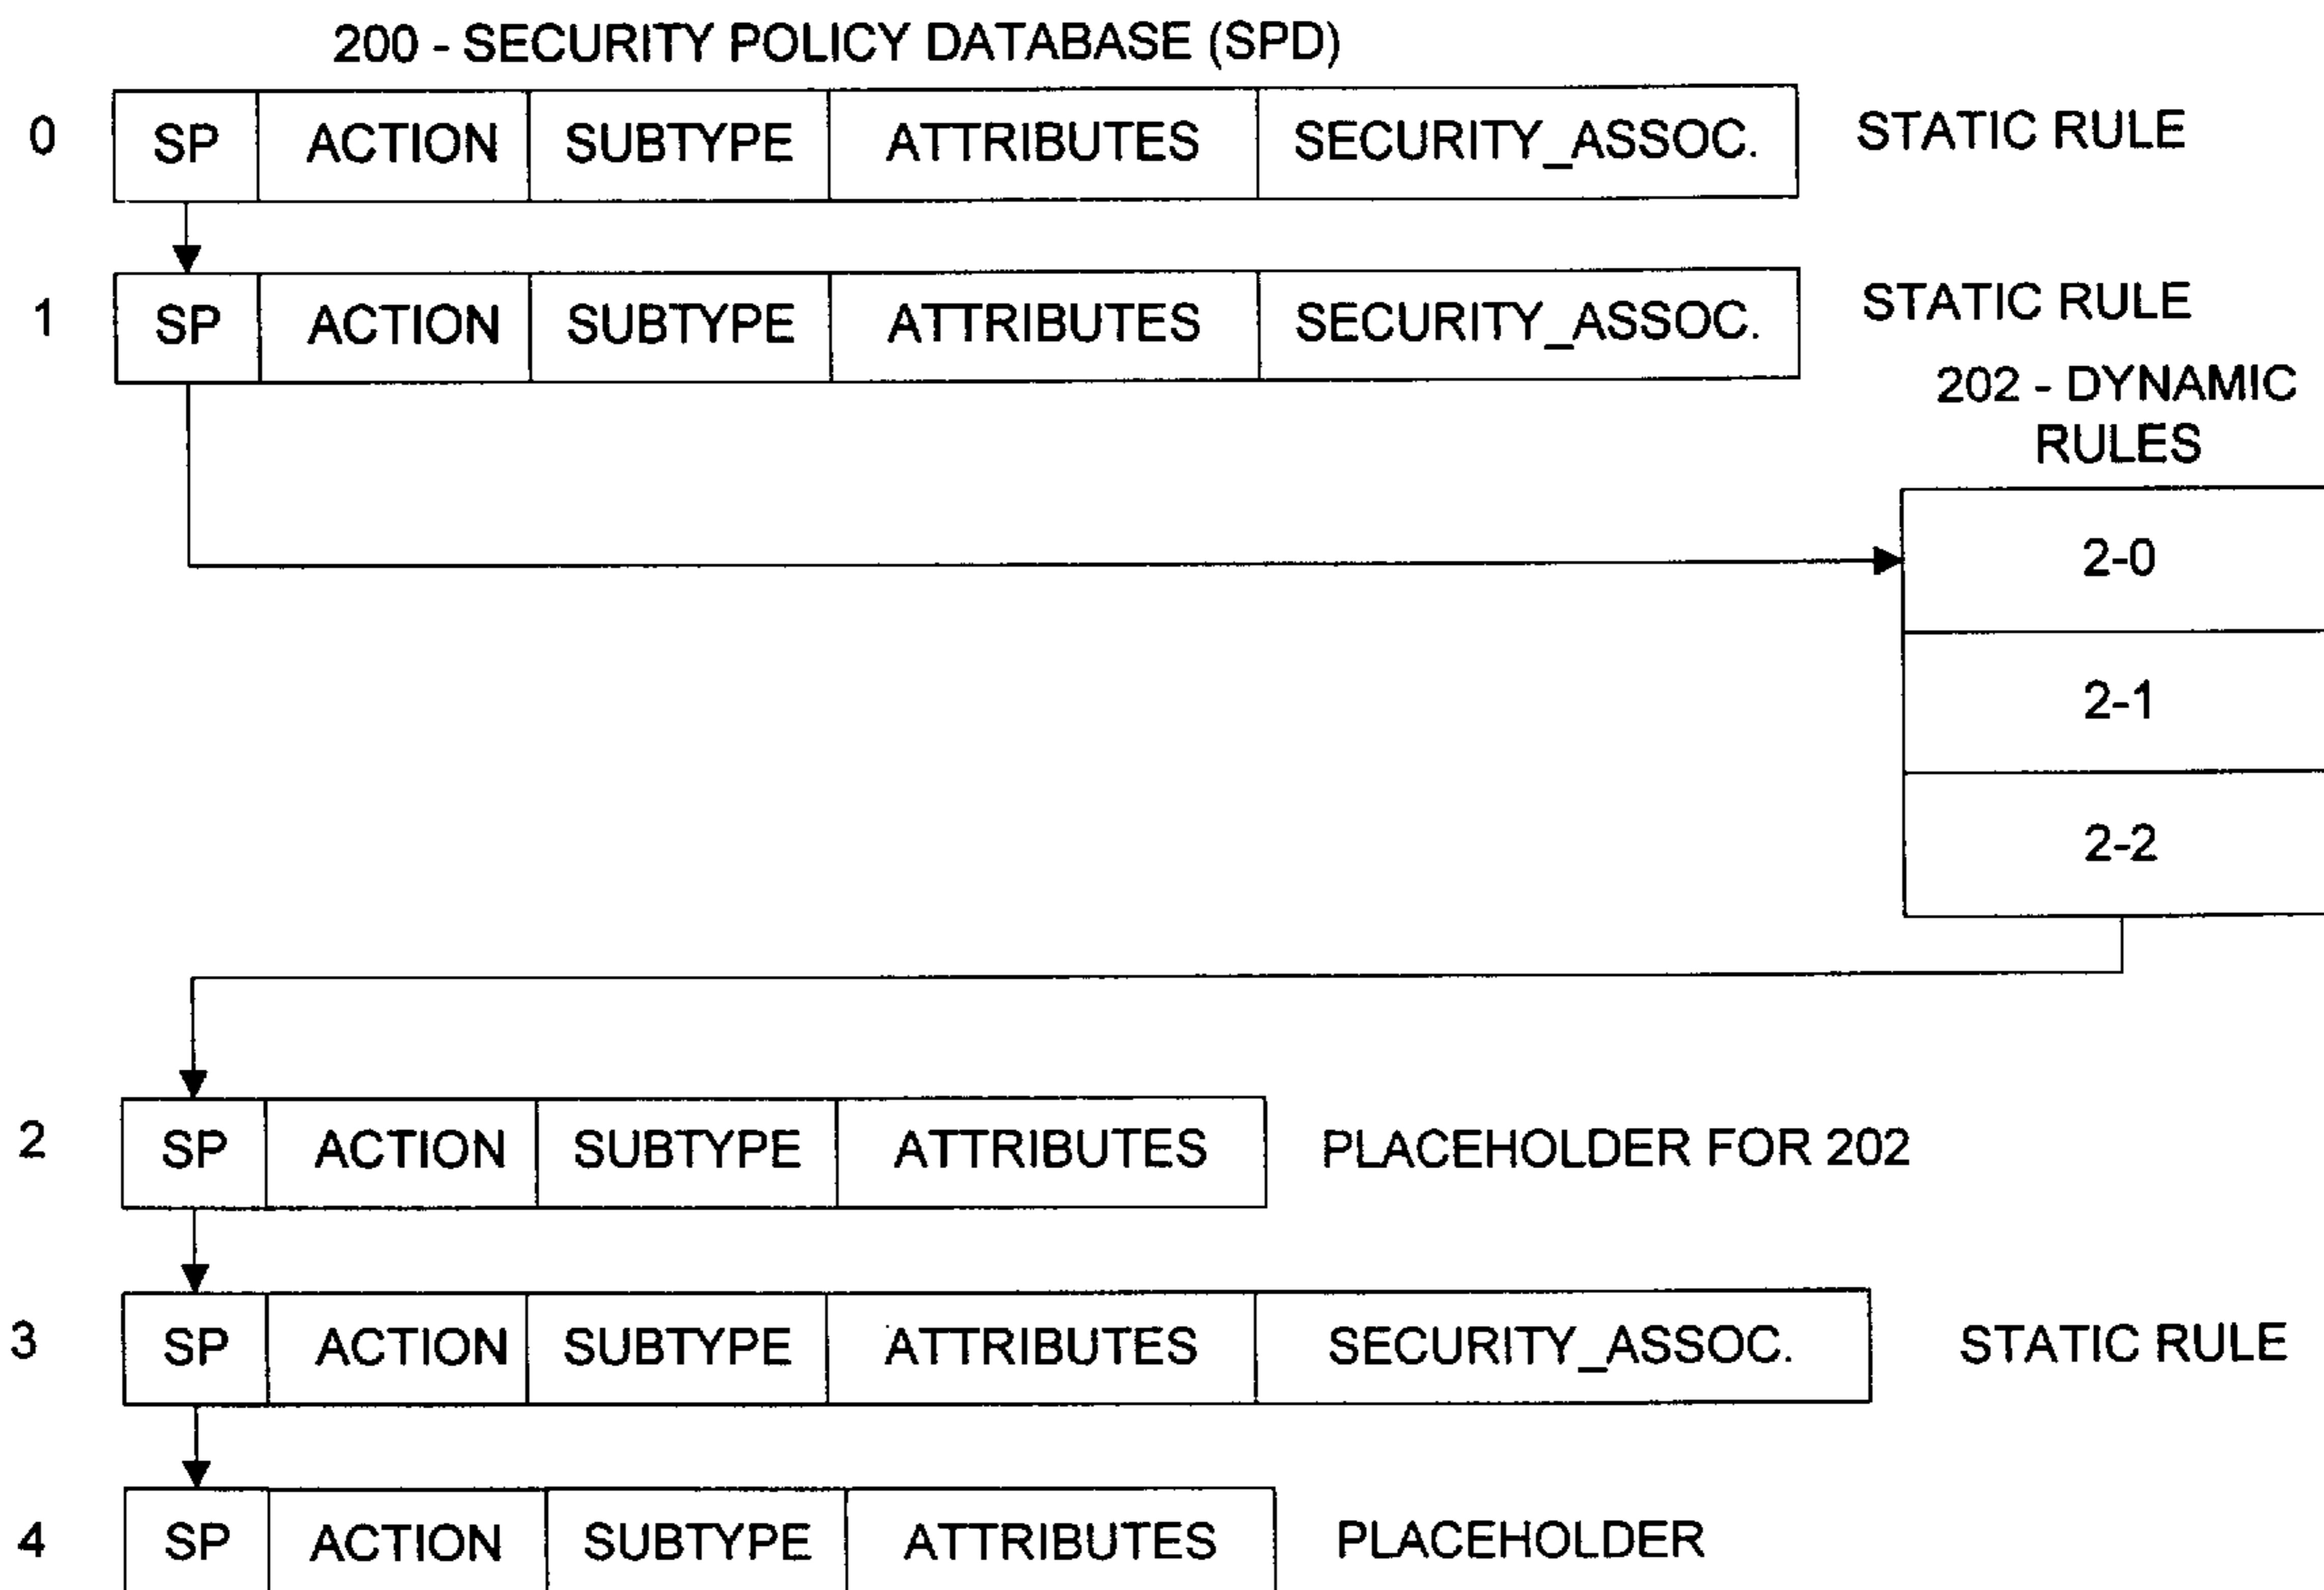 200 - SECURITY POLICY DATABASE (SPD)
0 SP ACTION SUBTYPE ATTRIBUTES SECURITY_ASSOC. STATIC RULE
1 SP ACTION SUBTYPE ATTRIBUTES SECURITY_ASSOC. STATIC RULE
202 - DYNAMIC
RULES
2-0
2-1
2-2
2 SP ACTION SUBTYPE ATTRIBUTES PLACEHOLDER FOR 202
3 SP ACTION SUBTYPE ATTRIBUTES SECURITY_ASSOC. STATIC RULE
4 SP ACTION SUBTYPE ATTRIBUTES PLACEHOLDER